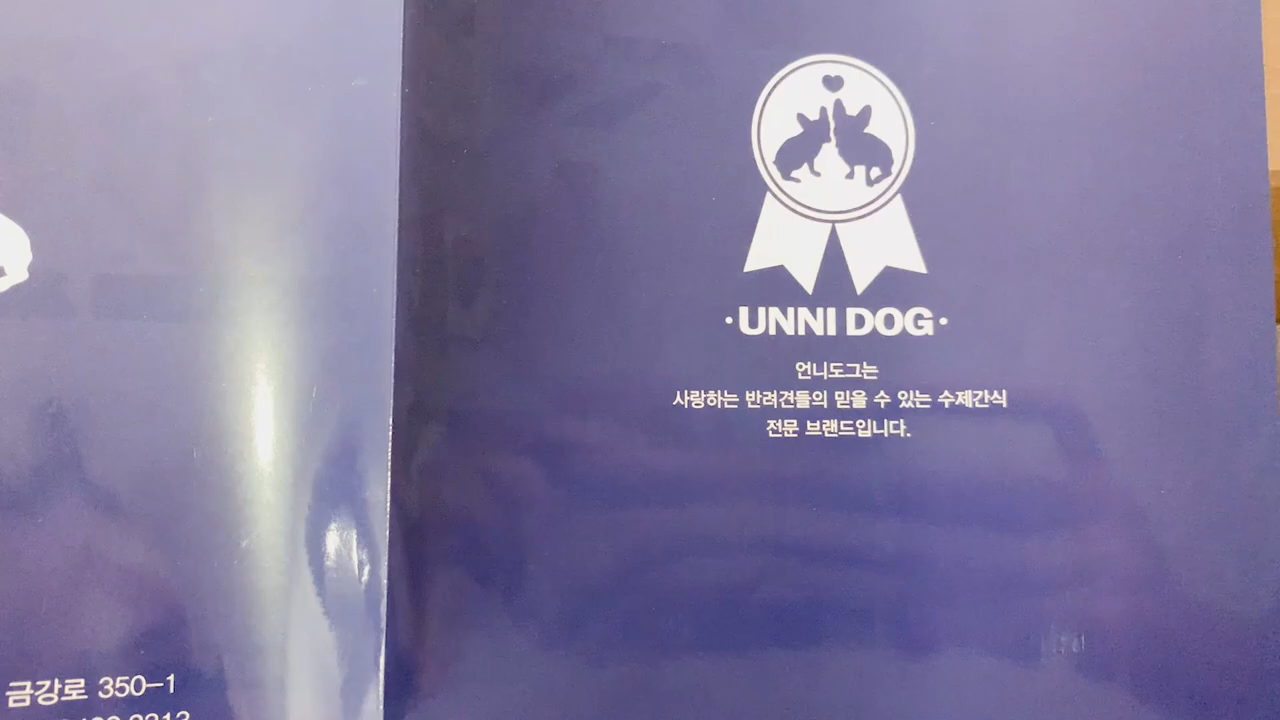 ·UNNI DOG·
언니도그는
사랑하는 반려견들의 믿을 수 있는 수제간식
전문 브랜드입니다.
금강로 350-1